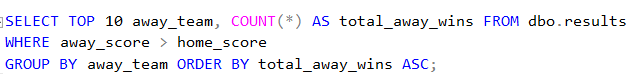 SELECT TOP 10 away_team, COUNT(*) AS total_away_wins FROM dbo.results
WHERE away_score > home_score
GROUP BY away_team ORDER BY total_away_wins ASC;